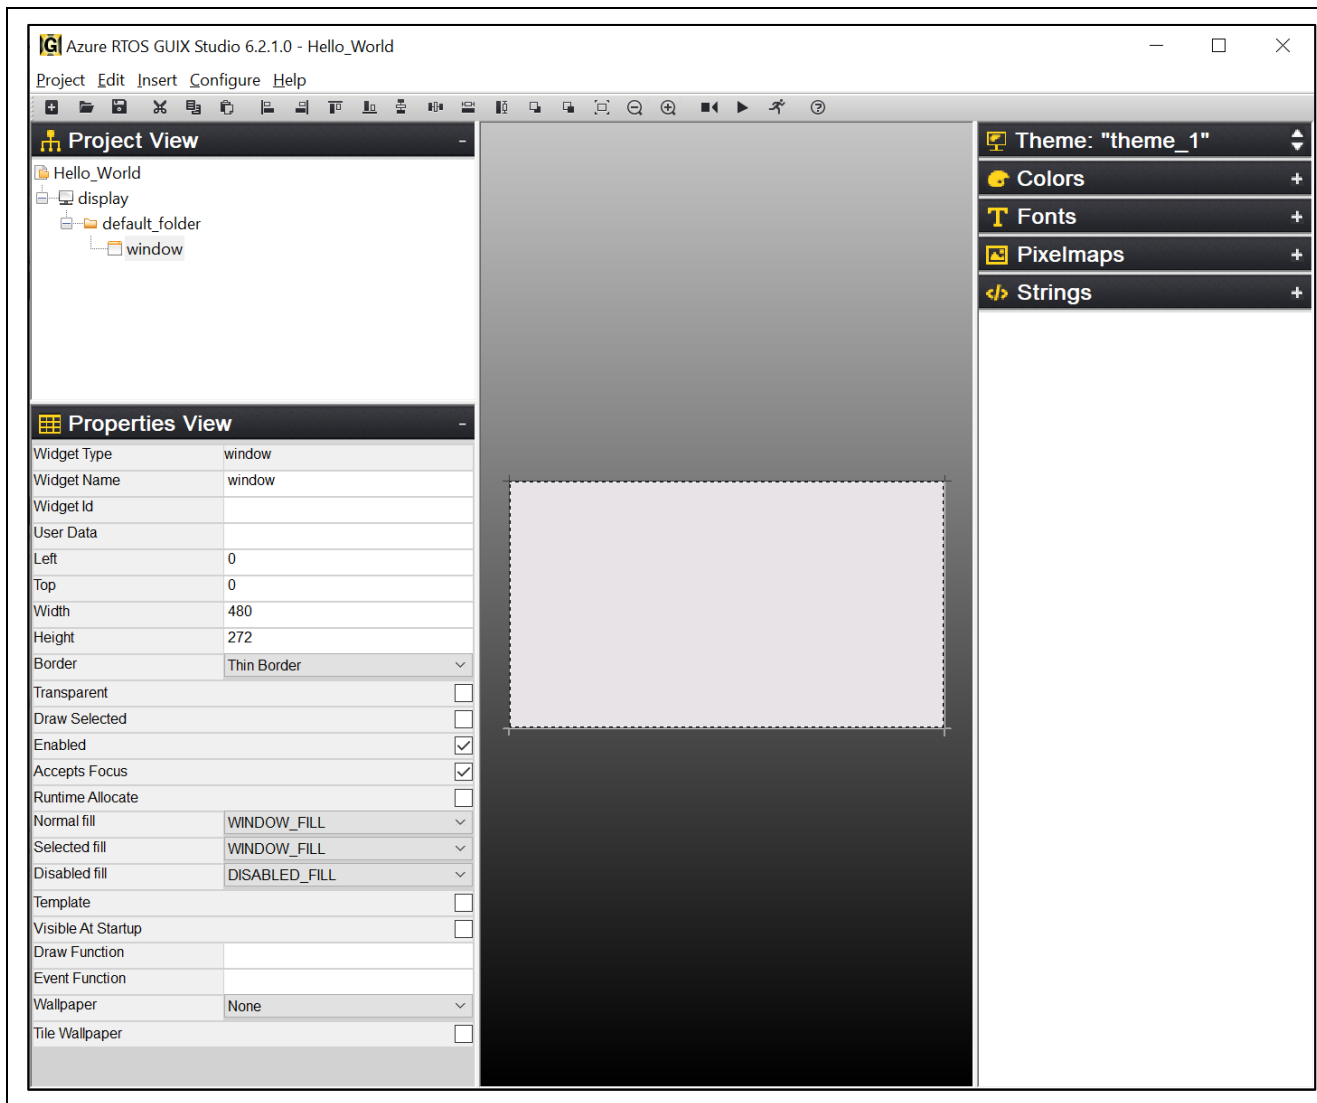 Azure RTOS GUIX Studio 6.2.1.0 - Hello_World
Project Edit Insert Configure Help
Project View -
Hello_World
display
default_folder
window
Properties View -
Widget Type window
Widget Name window
Widget Id
User Data
Left 0
Top 0
Width 480
Height 272
Border Thin Border
Transparent
Draw Selected
Enabled
Accepts Focus
Runtime Allocate
Normal fill WINDOW_FILL
Selected fill WINDOW_FILL
Disabled fill DISABLED_FILL
Template
Visible At Startup
Draw Function
Event Function
Wallpaper None
Tile Wallpaper
Theme: "theme_1"
Colors +
Fonts +
Pixelmaps +
Strings +